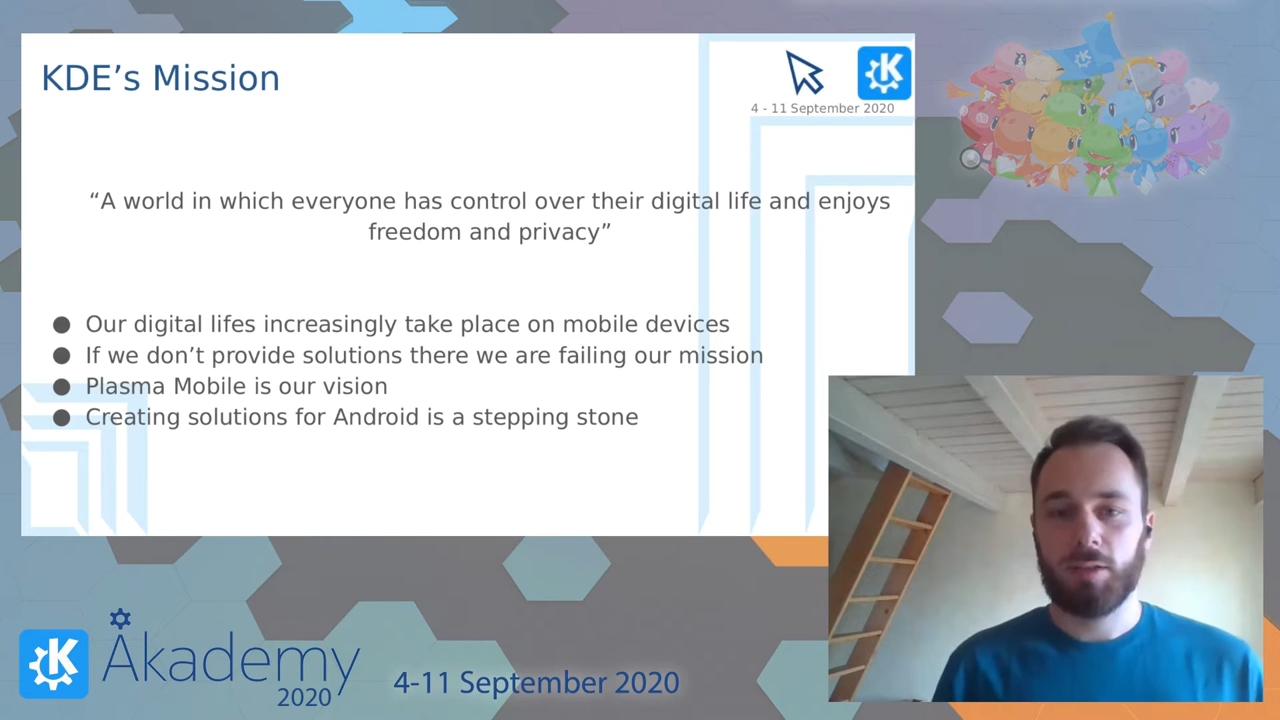 KDE’s Mission
4 - 11 September 2020
“A world in which everyone has control over their digital life and enjoys
freedom and privacy”
● Our digital lifes increasingly take place on mobile devices
● If we don’t provide solutions there we are failing our mission
● Plasma Mobile is our vision
● Creating solutions for Android is a stepping stone
Akademy
2020
4-11 September 2020